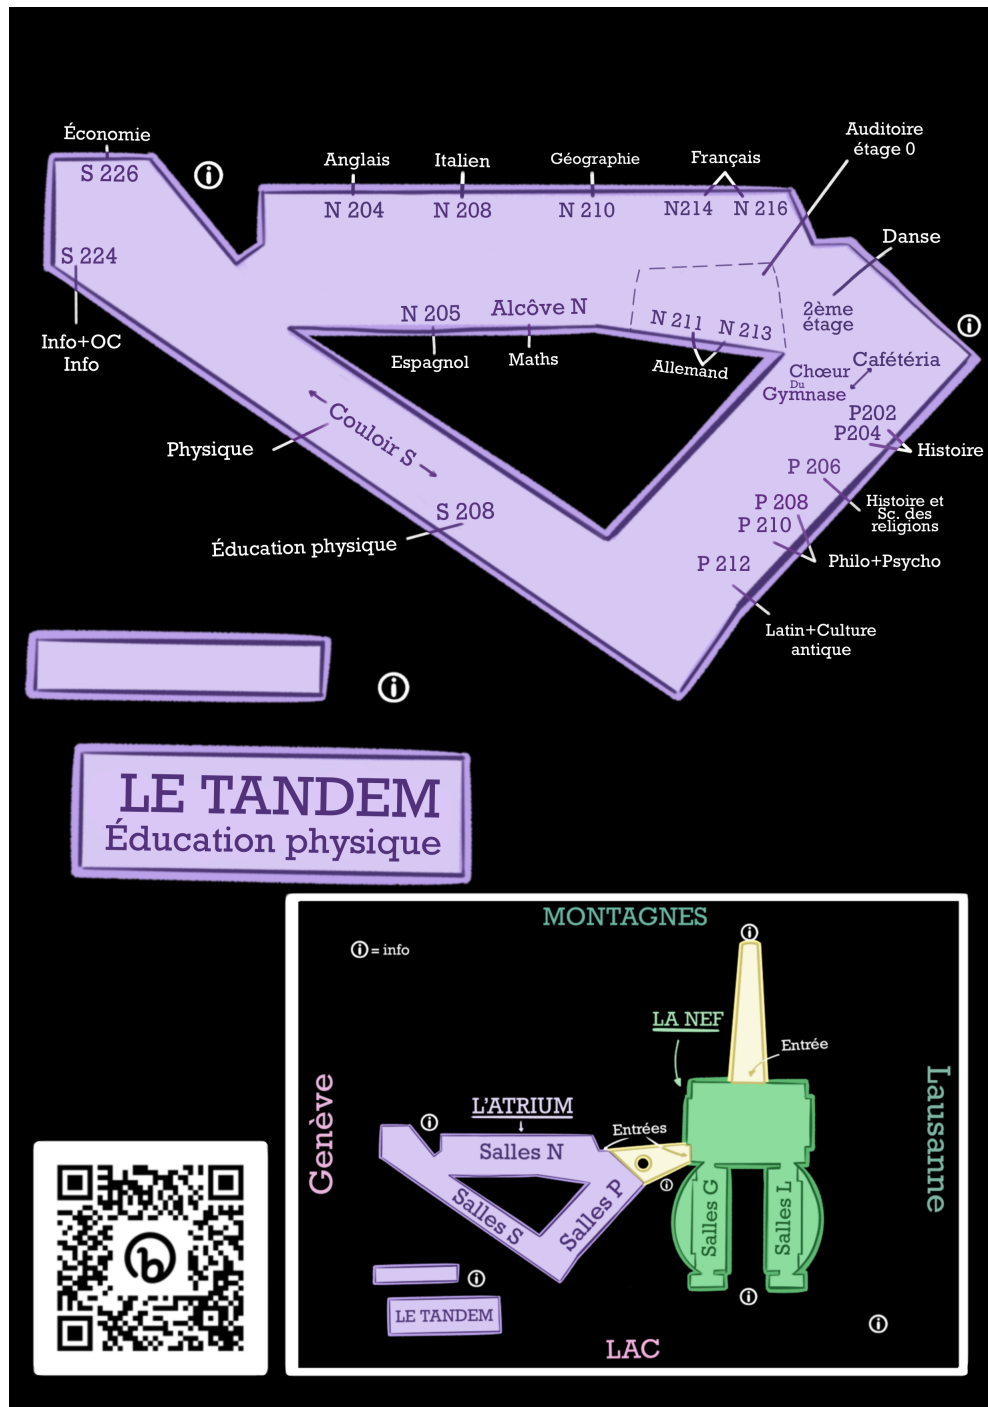 Économie
S 226
Anglais
N 204
Italien
N 208
Géographie
N 210
Français
N214
N 216
Auditoire
étage 0
Danse
2ème
étage
S 224
Info+OC
Info
N 205
Espagnol
Alcôve N
Maths
N 211
N 213
Allemand
Chœur
Du
Gymnase
Cafétéria
P202
P204
Histoire
P 206
Histoire et
Sc. des
religions
P 208
P 210
Philo+Psycho
P 212
Latin+Culture
antique
Couloir S
Physique
S 208
Éducation physique
LE TANDEM
Éducation physique
MONTAGNES
= info
LA NEF
Entrée
Genève
Lausanne
L'ATRIUM
Entrées
Salles N
Salles S
Salles P
Salles G
Salles L
LE TANDEM
LAC